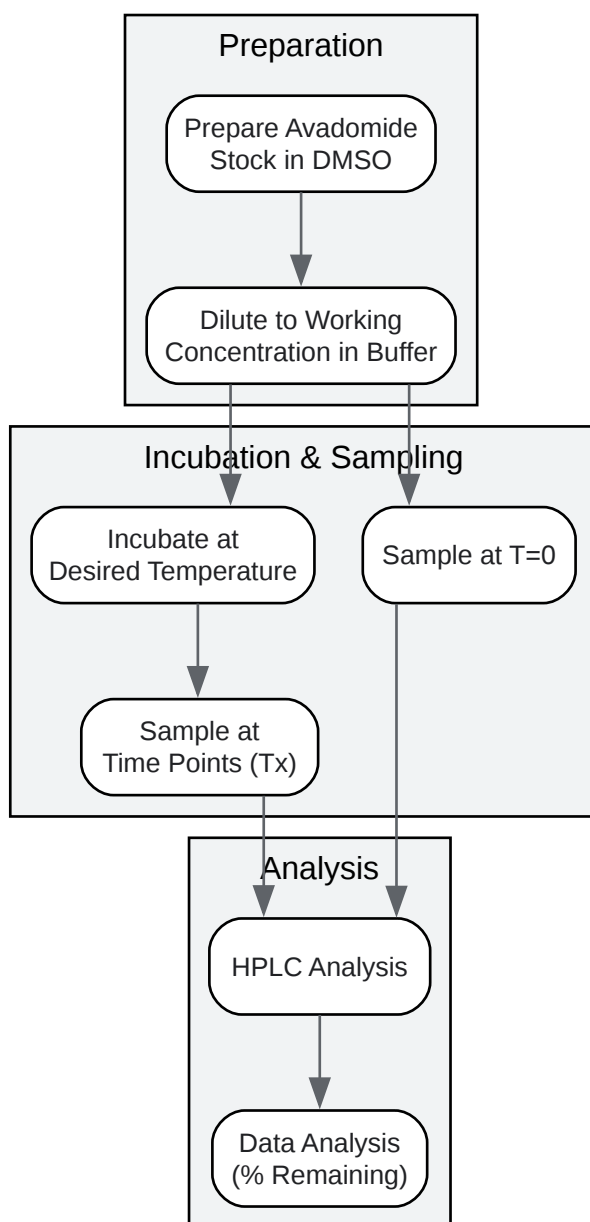 Preparation
Prepare Avadomide
Stock in DMSO
Dilute to Working
Concentration in Buffer
Incubation & Sampling
Incubate at
Desired Temperature
Sample at T=0
Sample at
Time Points (Tx)
Analysis
HPLC Analysis
Data Analysis
(% Remaining)